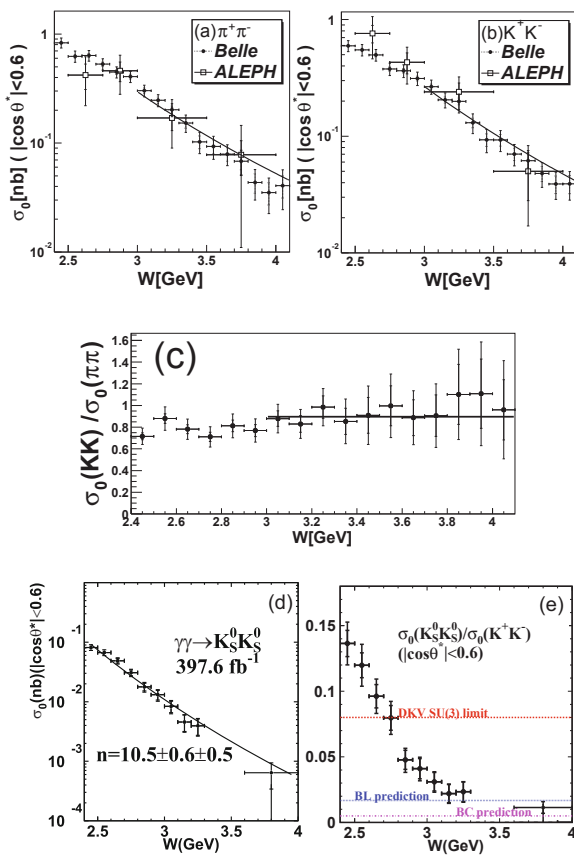 (a)π⁺π⁻
Belle
ALEPH
1
10⁻¹
10⁻²
σ₀[nb] ( |cos θ*|<0.6 )
2.5 3 3.5 4
W[GeV]
(b)K⁺K⁻
Belle
ALEPH
1
10⁻¹
10⁻²
σ₀[nb] ( |cos θ*|<0.6 )
2.5 3 3.5 4
W[GeV]
(c)
1.6
1.4
1.2
1
0.8
0.6
0.4
0.2
0
σ₀(KK) /σ₀(ππ)
2.4 2.6 2.8 3 3.2 3.4 3.6 3.8 4
W[GeV]
(d)
γγ→K⁰_S K⁰_S
397.6 fb⁻¹
n=10.5±0.6±0.5
10⁻¹
10⁻²
10⁻³
10⁻⁴
σ₀(nb)(|cosθ*|<0.6)
2.5 3 3.5 4
W(GeV)
(e)
σ₀(K⁰_S K⁰_S)/σ₀(K⁺K⁻)
(|cosθ*|<0.6)
DKV SU(3) limit
BL prediction
BC prediction
0.15
0.1
0.05
0
2.5 3 3.5 4
W(GeV)